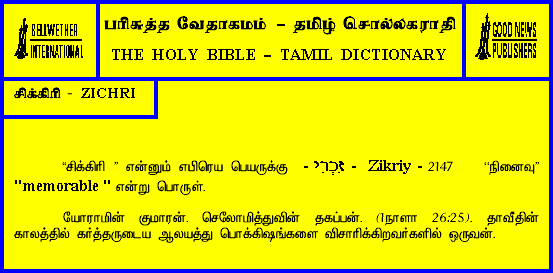 BELLWETHER
INTERNATIONAL
பரிசுத்த வேதாகமம் – தமிழ் சொல்லகராதி
THE HOLY BIBLE – TAMIL DICTIONARY
GOOD NEWS
PUBLISHERS
சிக்கிரி - ZICHRI
“சிக்கிரி ” என்னும் எபிரெய பெயருக்கு - זִכְרִי - Zikriy - 2147 “நினைவு”
"memorable " என்று பொருள்.
யோராமின் குமாரன். செலோமித்துவின் தகப்பன். (1நாளா 26:25). தாவீதின்
காலத்தில் கர்த்தருடைய ஆலயத்து பொக்கிஷங்களை விசாரிக்கிறவர்களில் ஒருவன்.